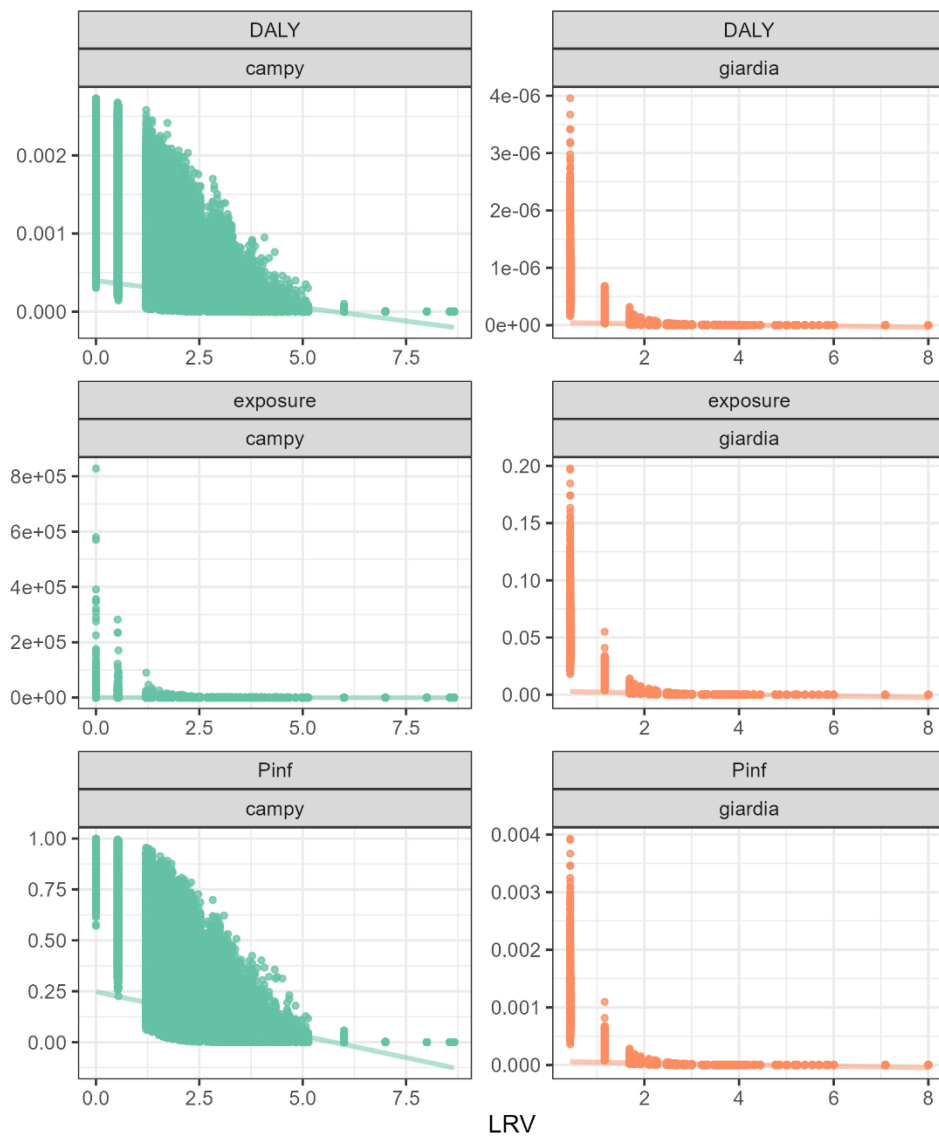 DALY DALY
campy giardia
0.002
0.001
0.000
0.0 2.5 5.0 7.5
4e-06
3e-06
2e-06
1e-06
0e+00
2 4 6 8
exposure exposure
campy giardia
8e+05
6e+05
4e+05
2e+05
0e+00
0.0 2.5 5.0 7.5
0.20
0.15
0.10
0.05
0.00
2 4 6 8
Pinf Pinf
campy giardia
1.00
0.75
0.50
0.25
0.00
0.0 2.5 5.0 7.5
0.004
0.003
0.002
0.001
0.000
2 4 6 8
LRV